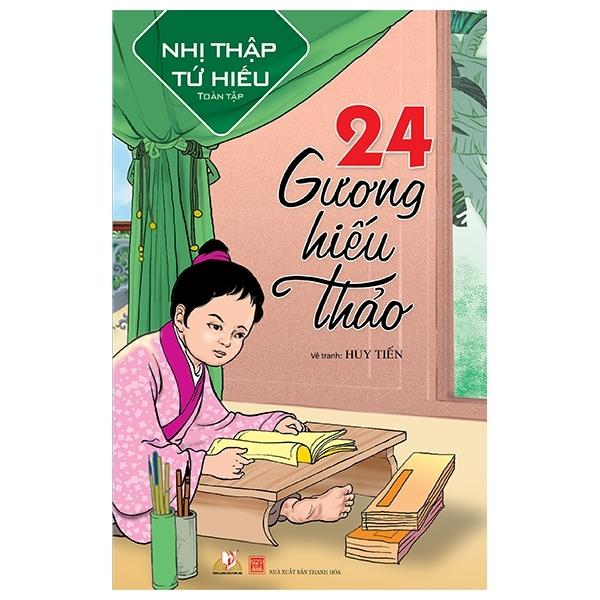 NHỊ THẬP
TỨ HIẾU
TOÀN TẬP
24
Gương
hiếu
thảo
Vẽ tranh: HUY TIẾN
NHÀ XUẤT BẢN THANH HÓA